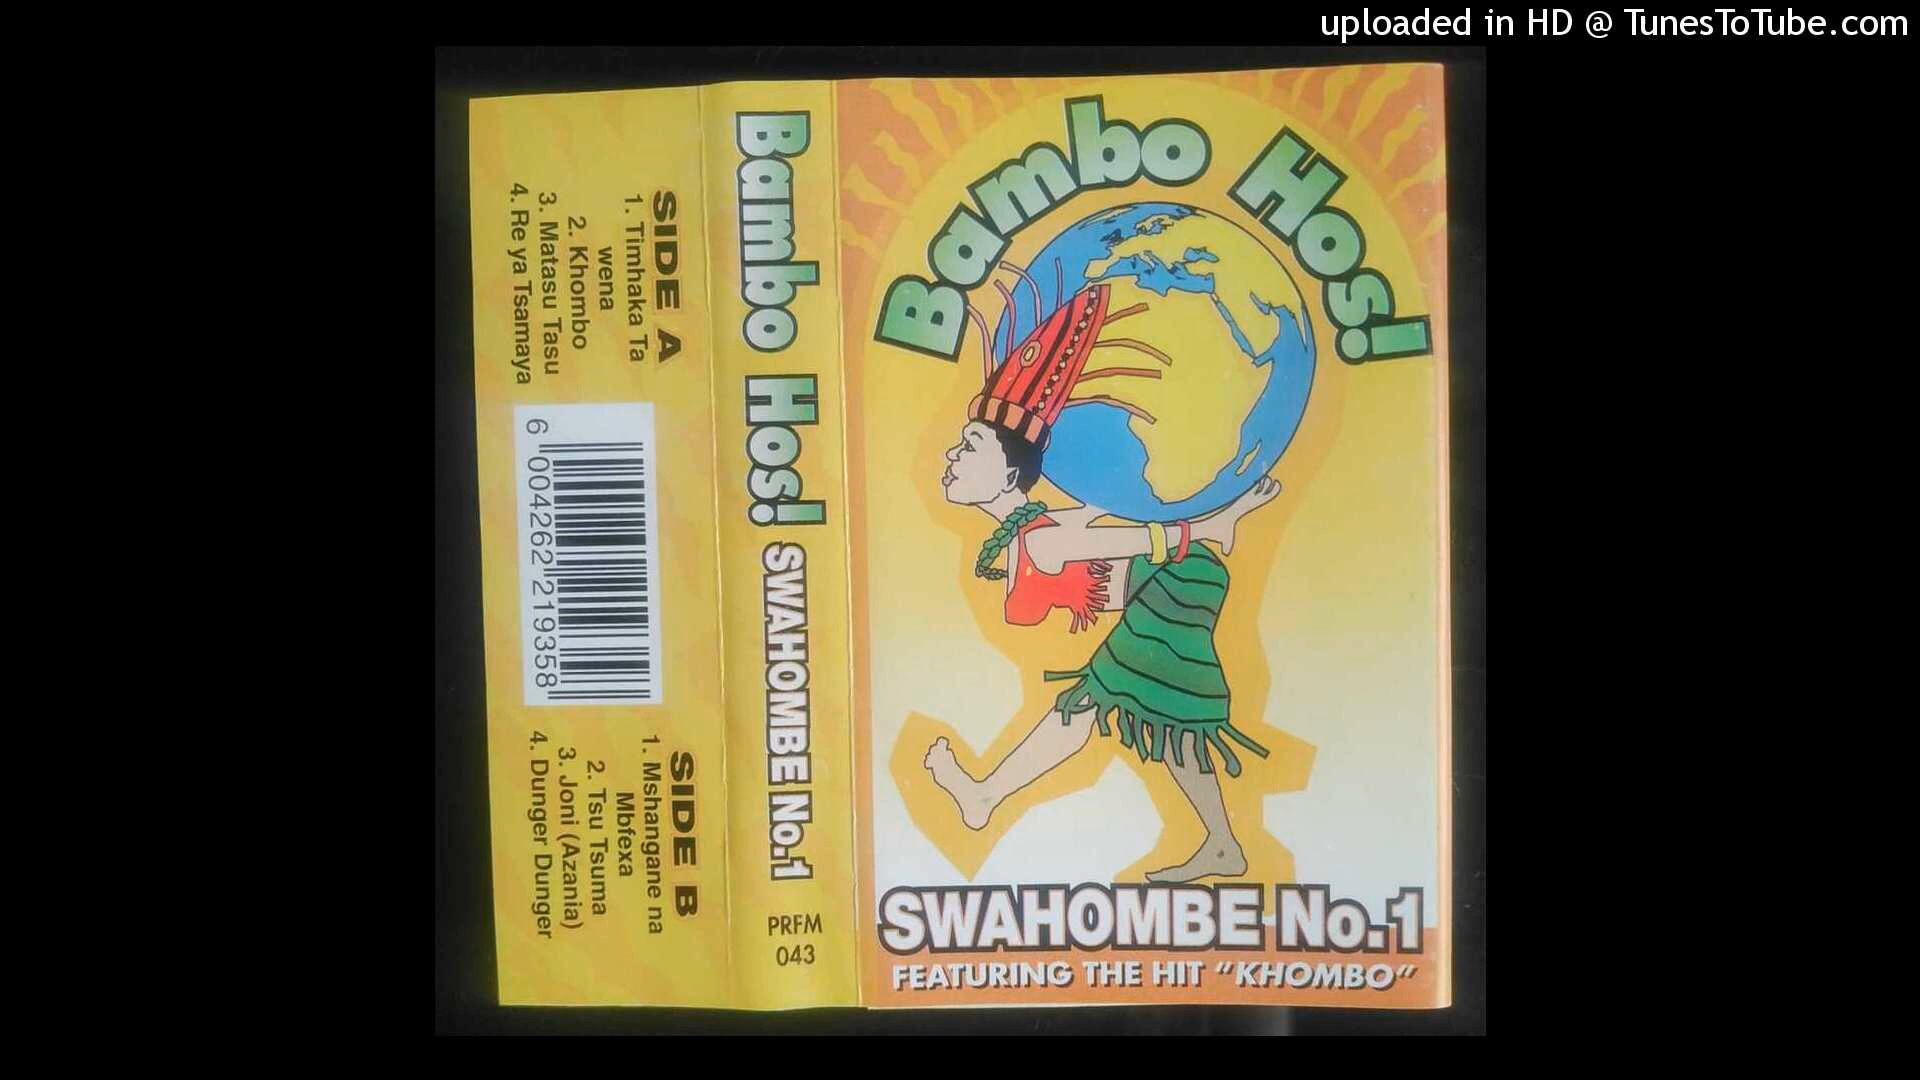 uploaded in HD @ TunesToTube.com
Bambo Hos!
SWAHOMBE No.1
FEATURING THE HIT "KHOMBO"
Bambo Hos! SWAHOMBE No.1
PRFM
043
SIDE A
1. Timhaka Ta
wena
2. Khombo
3. Matasu Tasu
4. Re ya Tsamaya
6 004262 219358
SIDE B
1. Mshangane na
Mbfexa
2. Tsu Tsuma
3. Joni (Azania)
4. Dunger Dunger